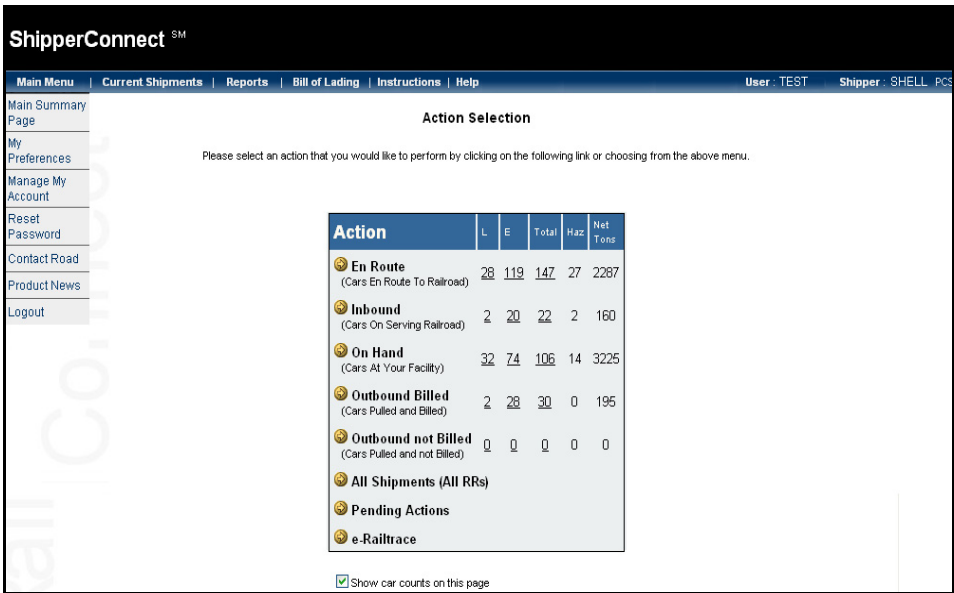 ShipperConnect SM
Main Menu | Current Shipments | Reports | Bill of Lading | Instructions | Help User : TEST Shipper : SHELL PCS
Main Summary
Page
My
Preferences
Manage My
Account
Reset
Password
Contact Road
Product News
Logout
Action Selection
Please select an action that you would like to perform by clicking on the following link or choosing from the above menu.
Action L E Total Haz Net Tons
En Route 28 119 147 27 2287
(Cars En Route To Railroad)
Inbound 2 20 22 2 160
(Cars On Serving Railroad)
On Hand 32 74 106 14 3225
(Cars At Your Facility)
Outbound Billed 2 28 30 0 195
(Cars Pulled and Billed)
Outbound not Billed 0 0 0 0 0
(Cars Pulled and not Billed)
All Shipments (All RRs)
Pending Actions
e-Railtrace
Show car counts on this page